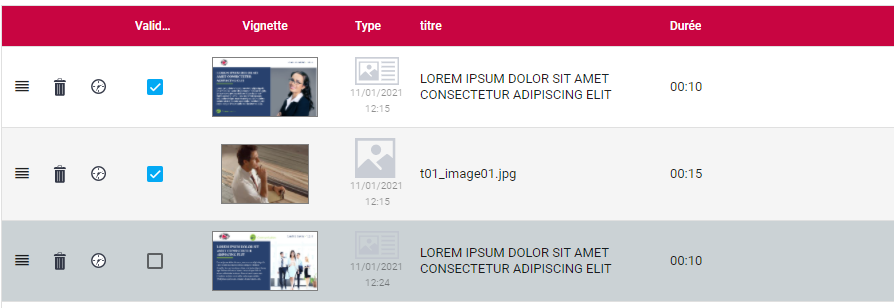 Valid… Vignette Type titre Durée
11/01/2021
12:15
LOREM IPSUM DOLOR SIT AMET
CONSECTETUR ADIPISCING ELIT
00:10
11/01/2021
12:15
t01_image01.jpg
00:15
11/01/2021
12:24
LOREM IPSUM DOLOR SIT AMET
CONSECTETUR ADIPISCING ELIT
00:10